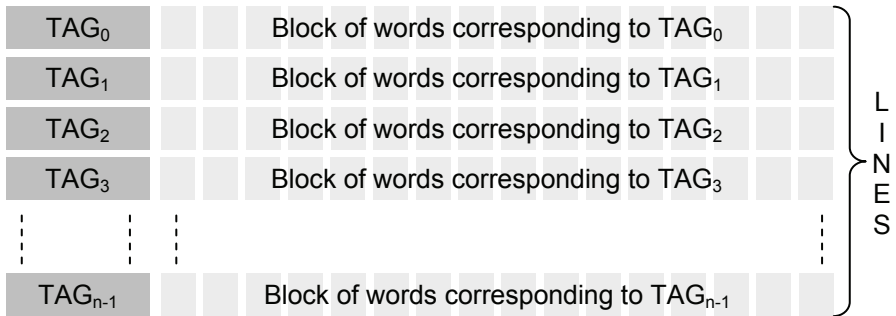 TAG₀ Block of words corresponding to TAG₀
TAG₁ Block of words corresponding to TAG₁
TAG₂ Block of words corresponding to TAG₂
TAG₃ Block of words corresponding to TAG₃
TAGₙ₋₁ Block of words corresponding to TAGₙ₋₁
LINES